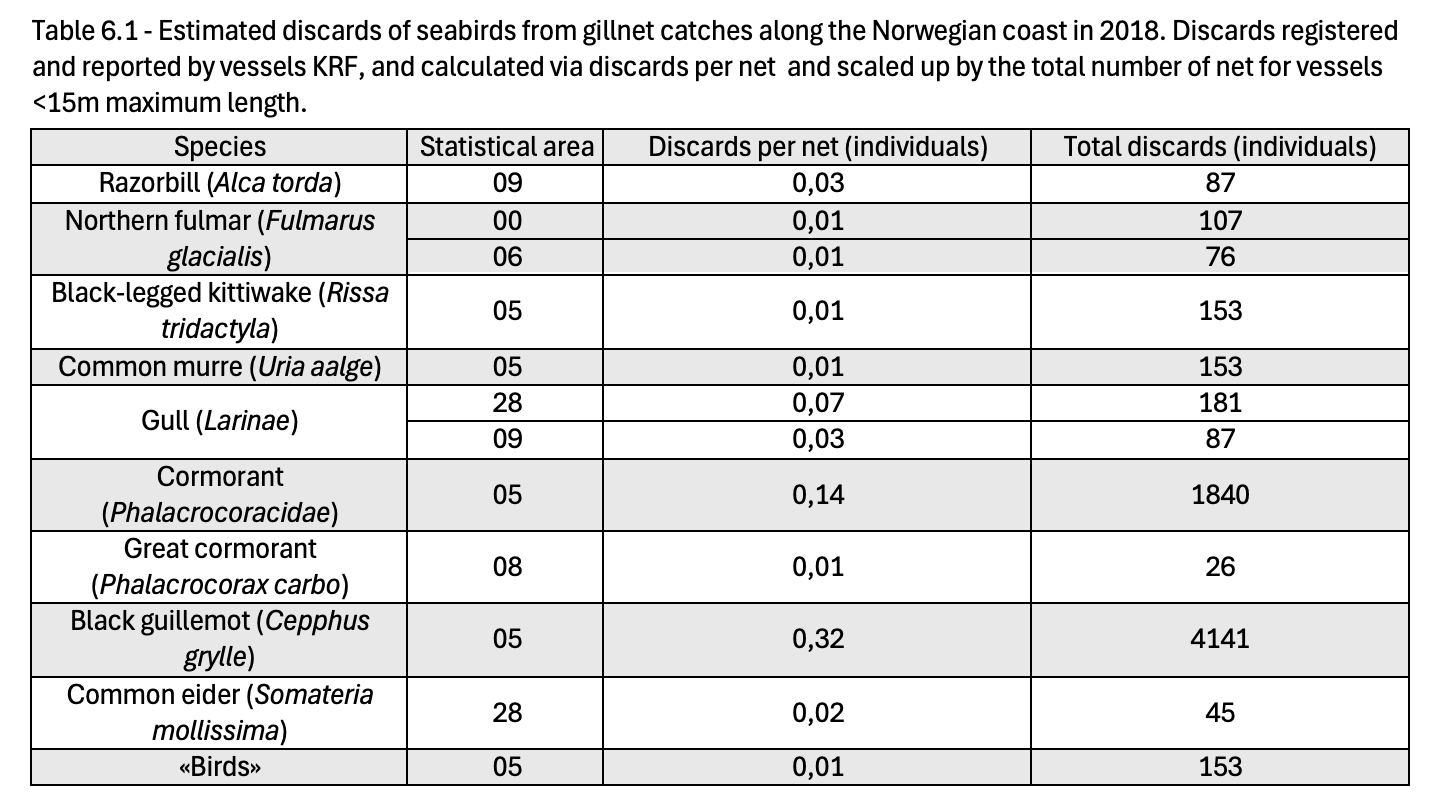 Table 6.1 - Estimated discards of seabirds from gillnet catches along the Norwegian coast in 2018. Discards registered
and reported by vessels KRF, and calculated via discards per net and scaled up by the total number of net for vessels
<15m maximum length.
Species Statistical area Discards per net (individuals) Total discards (individuals)
Razorbill (Alca torda) 09 0,03 87
Northern fulmar (Fulmarus
glacialis)
00 0,01 107
06 0,01 76
Black-legged kittiwake (Rissa
tridactyla)
05 0,01 153
Common murre (Uria aalge) 05 0,01 153
Gull (Larinae)
28 0,07 181
09 0,03 87
Cormorant
(Phalacrocoracidae)
05 0,14 1840
Great cormorant
(Phalacrocorax carbo)
08 0,01 26
Black guillemot (Cepphus
grylle)
05 0,32 4141
Common eider (Somateria
mollissima)
28 0,02 45
«Birds» 05 0,01 153